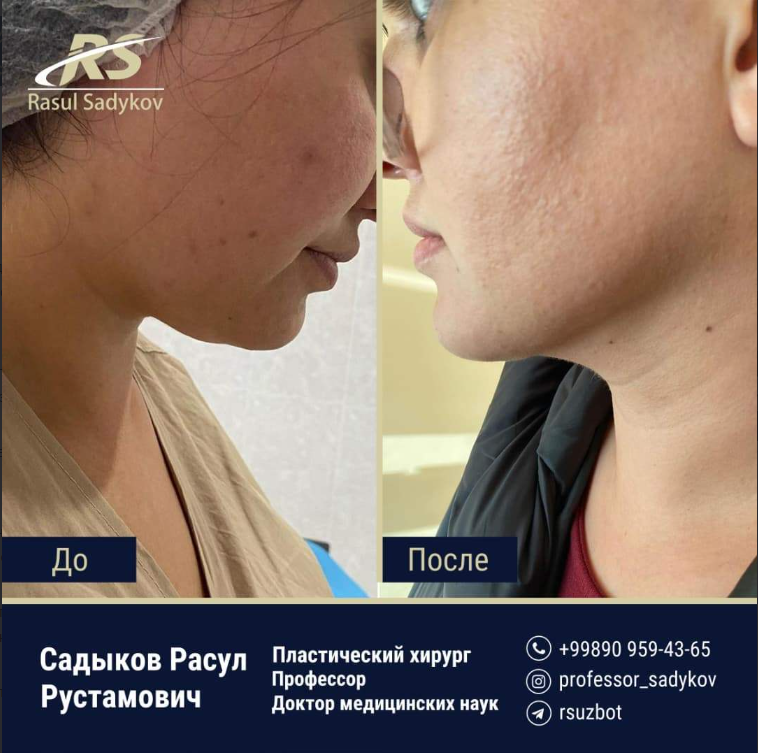 RS
Rasul Sadykov
До
После
Садыков Расул
Рустамович
Пластический хирург
Профессор
Доктор медицинских наук
+99890 959-43-65
professor_sadykov
rsuzbot